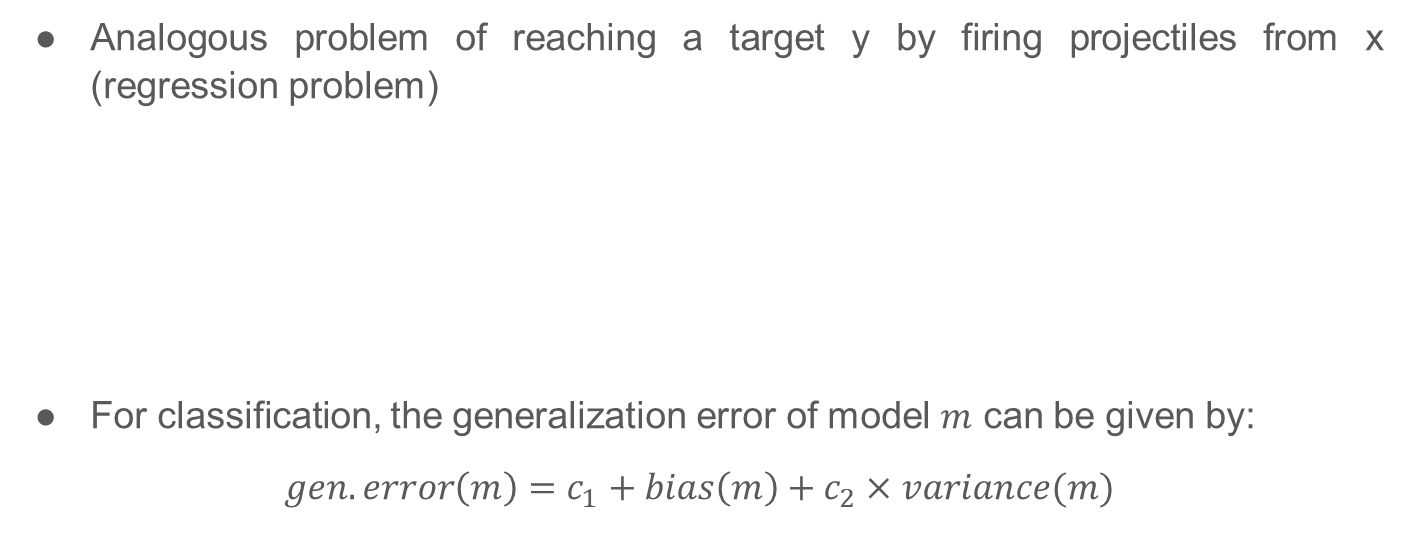 ● Analogous problem of reaching a target y by firing projectiles from x
(regression problem)
● For classification, the generalization error of model m can be given by:
gen. error(m) = c₁ + bias(m) + c₂ × variance(m)